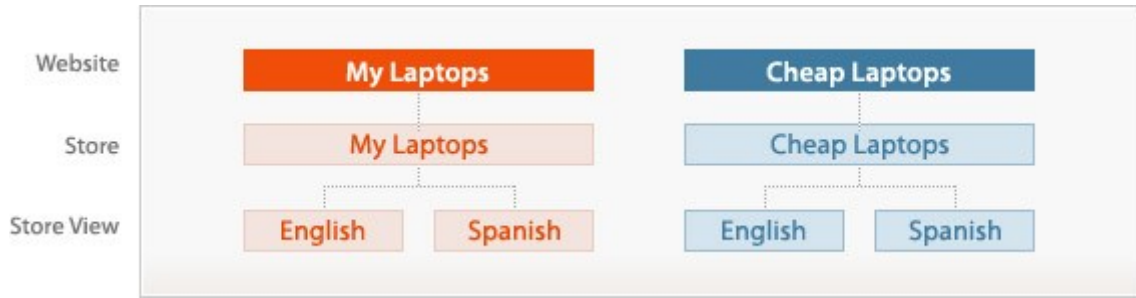 Website
My Laptops
Cheap Laptops
Store
My Laptops
Cheap Laptops
Store View
English
Spanish
English
Spanish